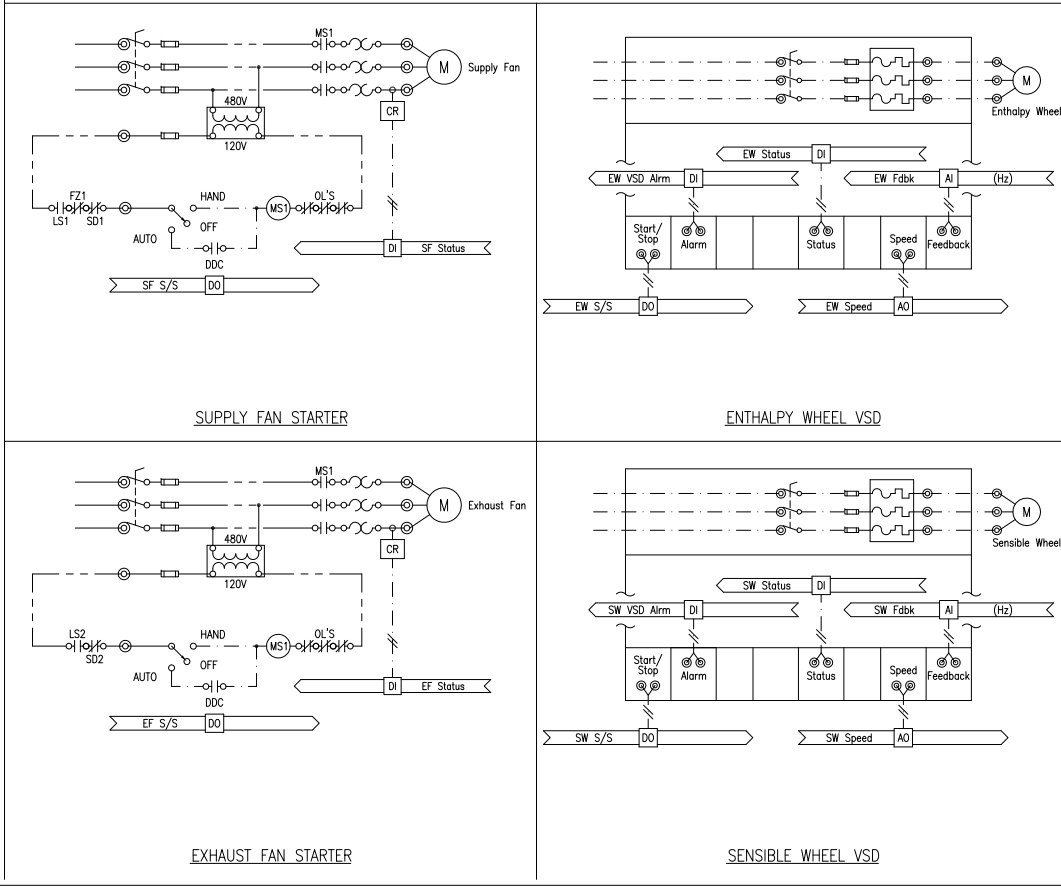 MS1
M
Supply Fan
480V
CR
120V
FZ1
HAND
MS1
OL'S
LS1
SD1
OFF
AUTO
DDC
DI
SF Status
SF S/S
DO
SUPPLY FAN STARTER
M
Enthalpy Wheel
EW Status
DI
EW VSD Alrm
DI
EW Fdbk
AI
(Hz)
Start/
Stop
Alarm
Status
Speed
Feedback
EW S/S
DO
EW Speed
AO
ENTHALPY WHEEL VSD
MS1
M
Exhaust Fan
480V
CR
120V
LS2
HAND
MS1
OL'S
SD2
OFF
AUTO
DDC
DI
EF Status
EF S/S
DO
EXHAUST FAN STARTER
M
Sensible Wheel
SW Status
DI
SW VSD Alrm
DI
SW Fdbk
AI
(Hz)
Start/
Stop
Alarm
Status
Speed
Feedback
SW S/S
DO
SW Speed
AO
SENSIBLE WHEEL VSD